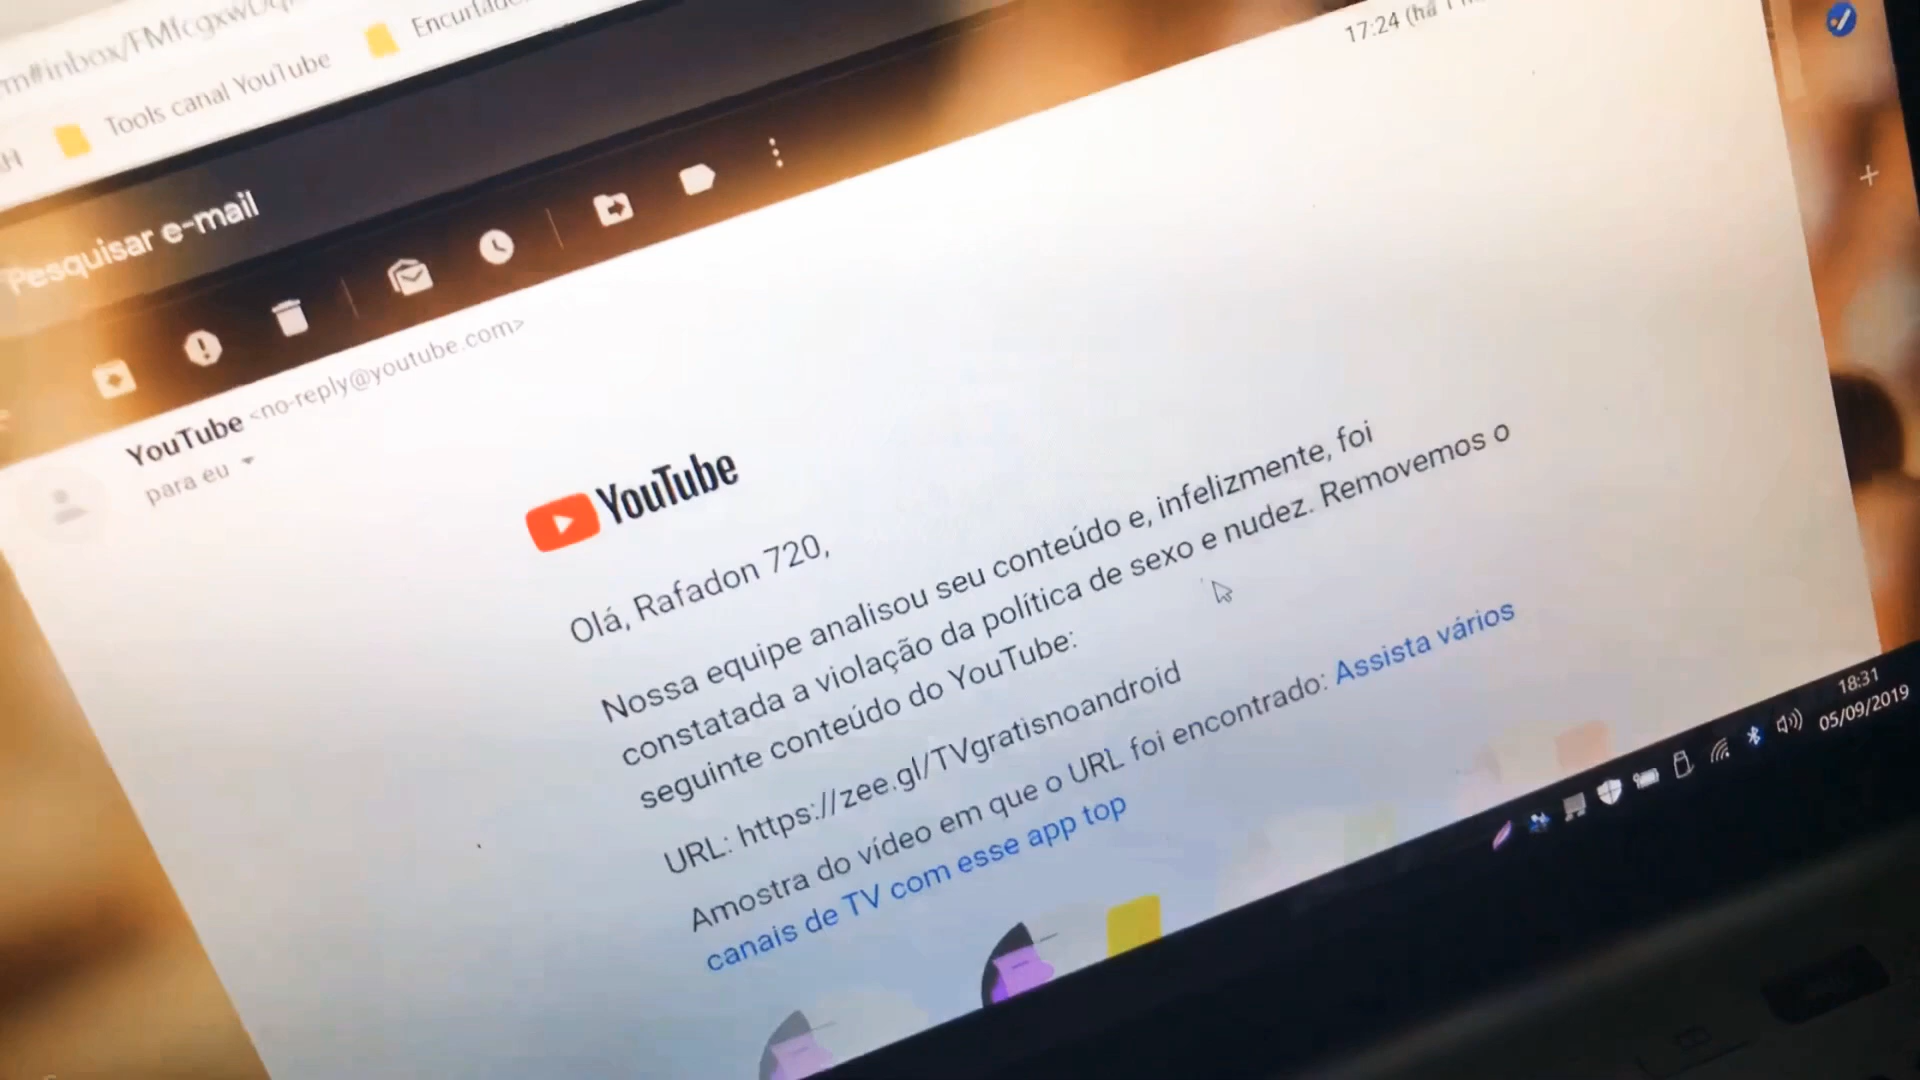 Tools canal YouTube
Pesquisar e-mail
17:24 (há 1
YouTube <no-reply@youtube.com>
para eu
YouTube
Olá, Rafadon 720,
Nossa equipe analisou seu conteúdo e, infelizmente, foi
constatada a violação da política de sexo e nudez. Removemos o
seguinte conteúdo do YouTube:
URL: https://zee.gl/TVgratisnoandroid
Amostra do vídeo em que o URL foi encontrado: Assista vários
canais de TV com esse app top
18:31
05/09/2019